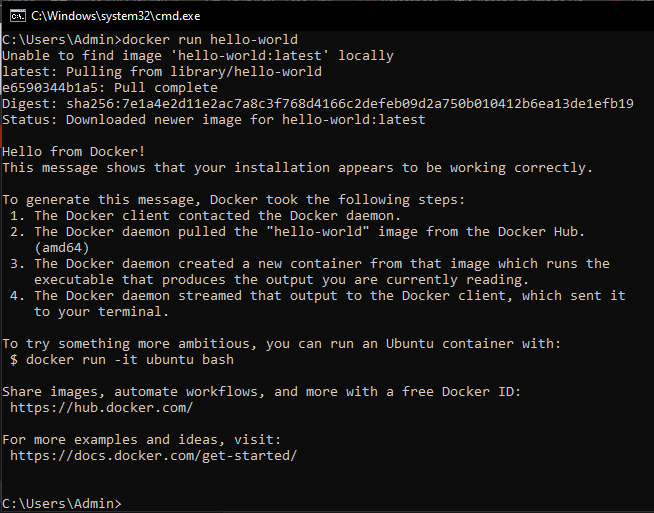 C:\Windows\system32\cmd.exe
C:\Users\Admin>docker run hello-world
Unable to find image 'hello-world:latest' locally
latest: Pulling from library/hello-world
e6590344b1a5: Pull complete
Digest: sha256:7e1a4e2d11e2ac7a8c3f768d4166c2defeb09d2a750b010412b6ea13de1efb19
Status: Downloaded newer image for hello-world:latest

Hello from Docker!
This message shows that your installation appears to be working correctly.

To generate this message, Docker took the following steps:
 1. The Docker client contacted the Docker daemon.
 2. The Docker daemon pulled the "hello-world" image from the Docker Hub.
    (amd64)
 3. The Docker daemon created a new container from that image which runs the
    executable that produces the output you are currently reading.
 4. The Docker daemon streamed that output to the Docker client, which sent it
    to your terminal.

To try something more ambitious, you can run an Ubuntu container with:
 $ docker run -it ubuntu bash

Share images, automate workflows, and more with a free Docker ID:
 https://hub.docker.com/

For more examples and ideas, visit:
 https://docs.docker.com/get-started/

C:\Users\Admin>